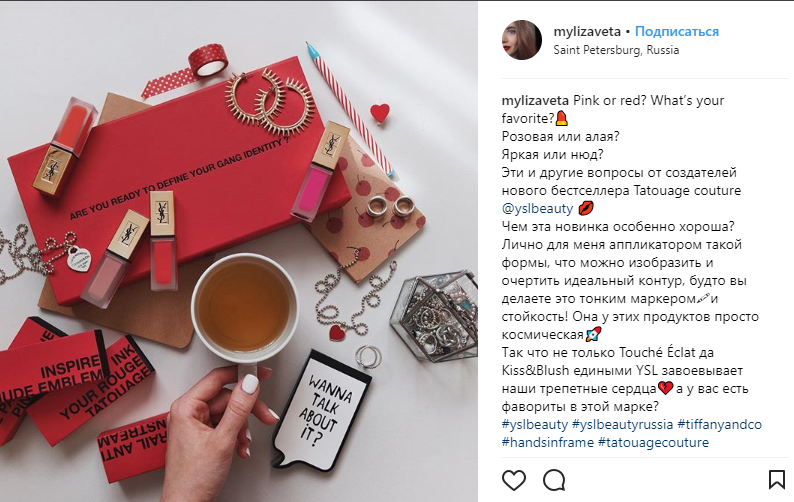 ARE YOU READY TO DEFINE YOUR GANG IDENTITY ?
YSL
YSL
YSL
YSL
INSPIRE
UDE EMBLEM
INK
YOUR ROUGE
TATOUAGE
WANNA
TALK
ABOUT
iT?
mylizaveta • Подписаться
Saint Petersburg, Russia
mylizaveta Pink or red? What's your
favorite?💄
Розовая или алая?
Яркая или нюд?
Эти и другие вопросы от создателей
нового бестселлера Tatouage couture
@yslbeauty 💋
Чем эта новинка особенно хороша?
Лично для меня аппликатором такой
формы, что можно изобразить и
очертить идеальный контур, будто вы
делаете это тонким маркером🖋и
стойкость! Она у этих продуктов просто
космическая🚀
Так что не только Touché Éclat да
Kiss&Blush едиными YSL завоевывает
наши трепетные сердца💔а у вас есть
фавориты в этой марке?
#yslbeauty #yslbeautyrussia #tiffanyandco
#handsinframe #tatouagecouture